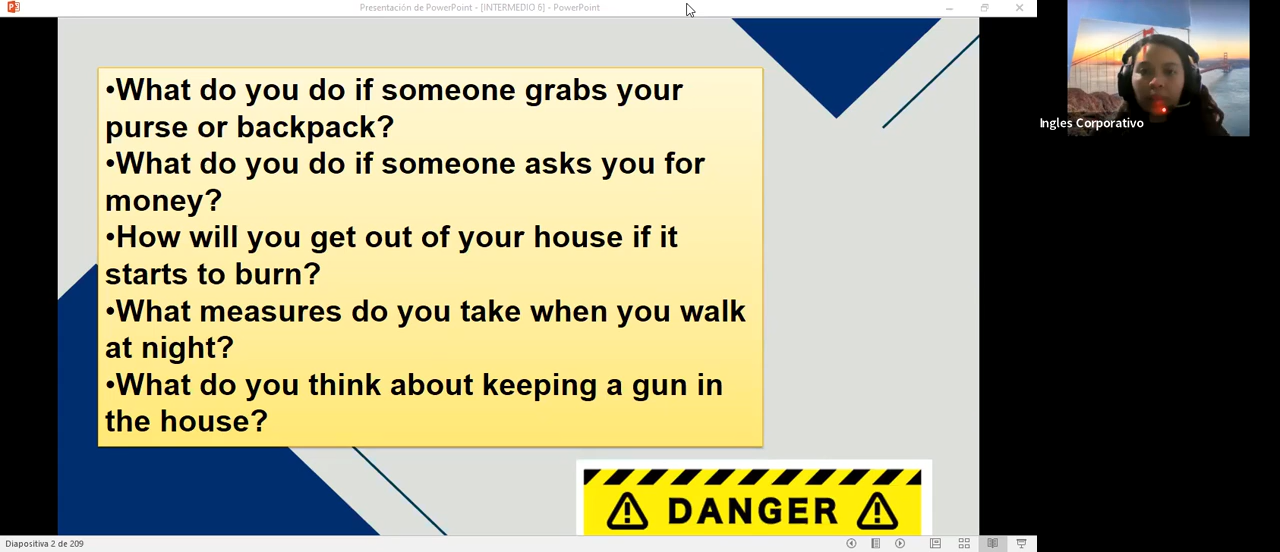 Presentación de PowerPoint - [INTERMEDIO 6] - PowerPoint
•What do you do if someone grabs your
purse or backpack?
•What do you do if someone asks you for
money?
•How will you get out of your house if it
starts to burn?
•What measures do you take when you walk
at night?
•What do you think about keeping a gun in
the house?
DANGER
Ingles Corporativo
Diapositiva 2 de 209